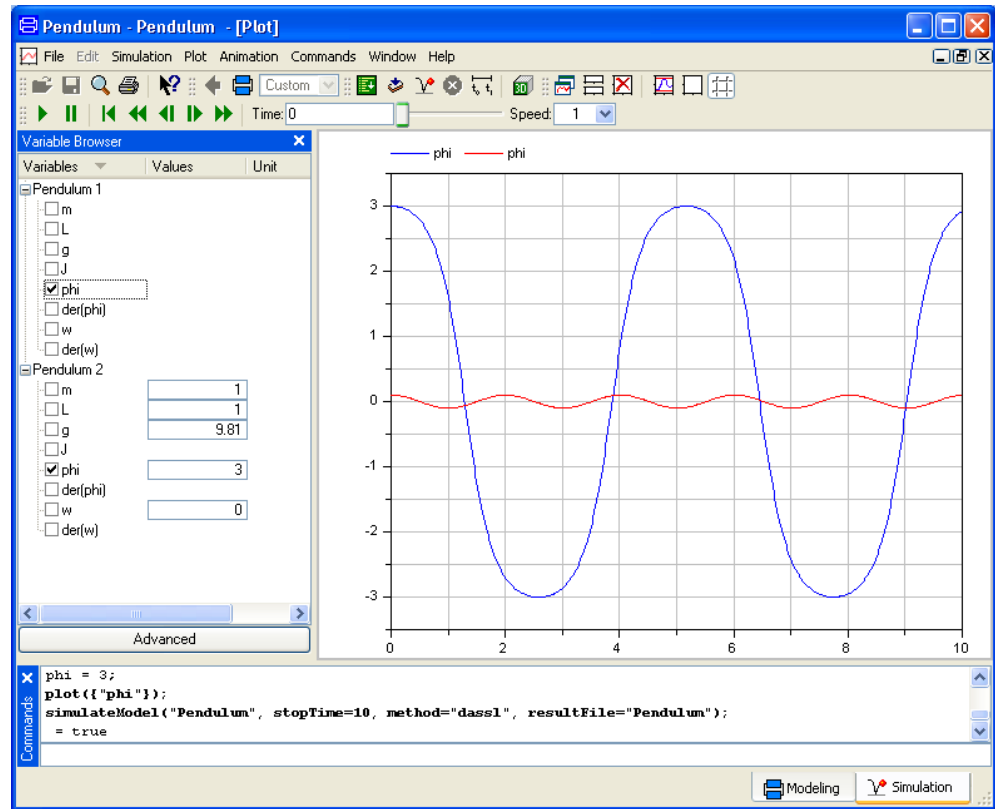 Pendulum - Pendulum - [Plot]
File Edit Simulation Plot Animation Commands Window Help
Custom 3D
Time: 0 Speed: 1
Variable Browser
Variables Values Unit
Pendulum 1
m
L
g
J
phi
der(phi)
w
der(w)
Pendulum 2
m 1
L 1
g 9.81
J
phi 3
der(phi)
w 0
der(w)
Advanced
phi phi
3
2
1
0
-1
-2
-3
0 2 4 6 8 10
Commands
phi = 3;
plot({"phi"});
simulateModel("Pendulum", stopTime=10, method="dassl", resultFile="Pendulum");
= true
Modeling Simulation